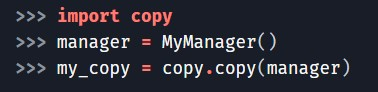 >>> import copy
>>> manager = MyManager()
>>> my_copy = copy.copy(manager)